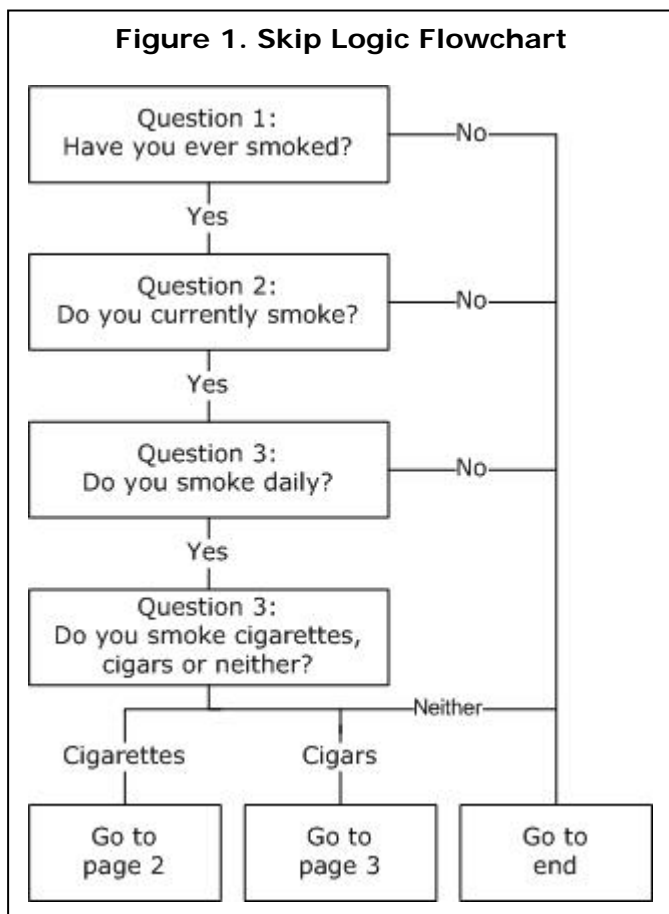 Figure 1. Skip Logic Flowchart
Question 1:
Have you ever smoked?
No
Yes
Question 2:
Do you currently smoke?
No
Yes
Question 3:
Do you smoke daily?
No
Yes
Question 3:
Do you smoke cigarettes,
cigars or neither?
Neither
Cigarettes
Cigars
Go to
page 2
Go to
page 3
Go to
end